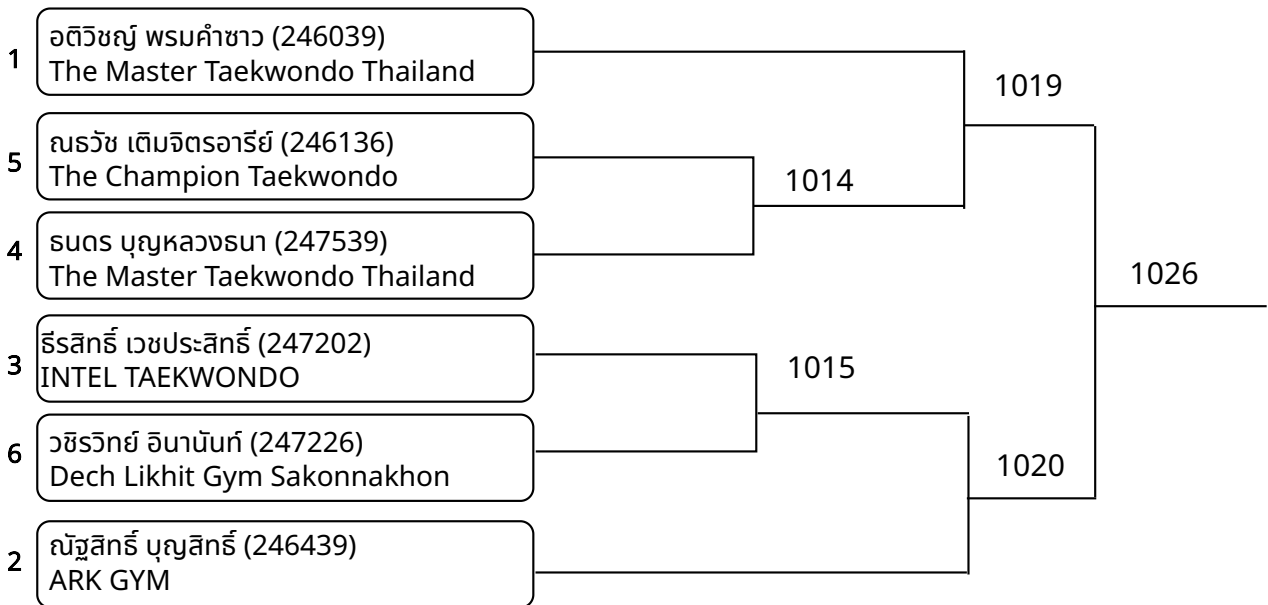 1
อติวิชญ์ พรมคำซาว (246039)
The Master Taekwondo Thailand
1019
5
ณธวัช เติมจิตรอารีย์ (246136)
The Champion Taekwondo
1014
4
ธนดร บุญหลวงธนา (247539)
The Master Taekwondo Thailand
1026
3
ธีรสิทธิ์ เวชประสิทธิ์ (247202)
INTEL TAEKWONDO
1015
6
วชิรวิทย์ อินานันท์ (247226)
Dech Likhit Gym Sakonnakhon
1020
2
ณัฐสิทธิ์ บุญสิทธิ์ (246439)
ARK GYM